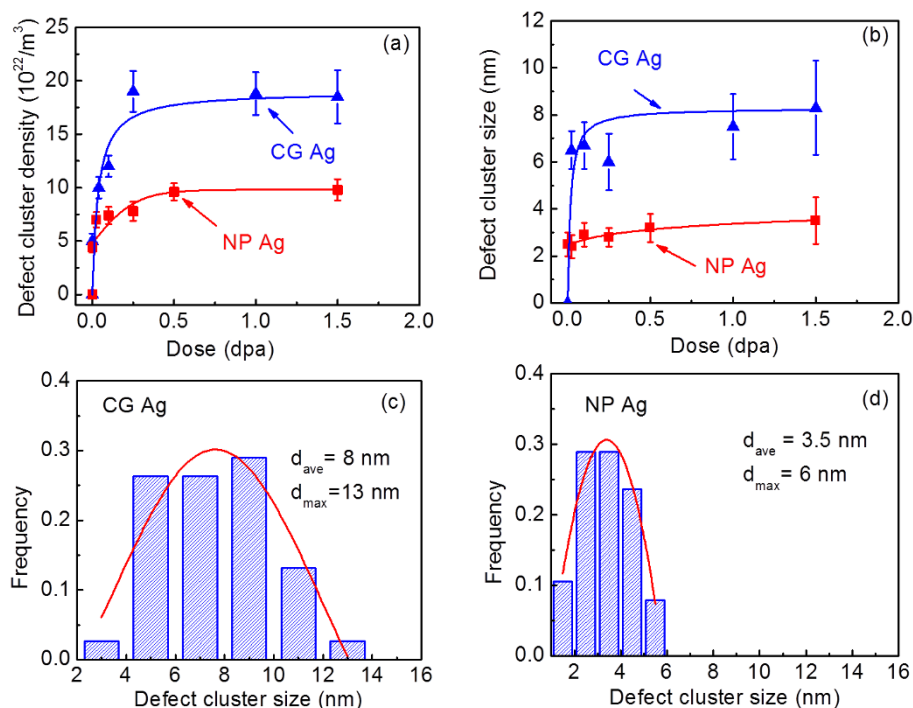 (a)
Defect cluster density (10²²/m³)
25
20
15
10
5
0
CG Ag
NP Ag
0.0 0.5 1.0 1.5 2.0
Dose (dpa)
(b)
Defect cluster size (nm)
12
10
8
6
4
2
0
CG Ag
NP Ag
0.0 0.5 1.0 1.5 2.0
Dose (dpa)
CG Ag
(c)
d_ave = 8 nm
d_max = 13 nm
Frequency
0.4
0.3
0.2
0.1
0.0
2 4 6 8 10 12 14 16
Defect cluster size (nm)
NP Ag
(d)
d_ave = 3.5 nm
d_max = 6 nm
Frequency
0.4
0.3
0.2
0.1
0.0
2 4 6 8 10 12 14 16
Defect cluster size (nm)